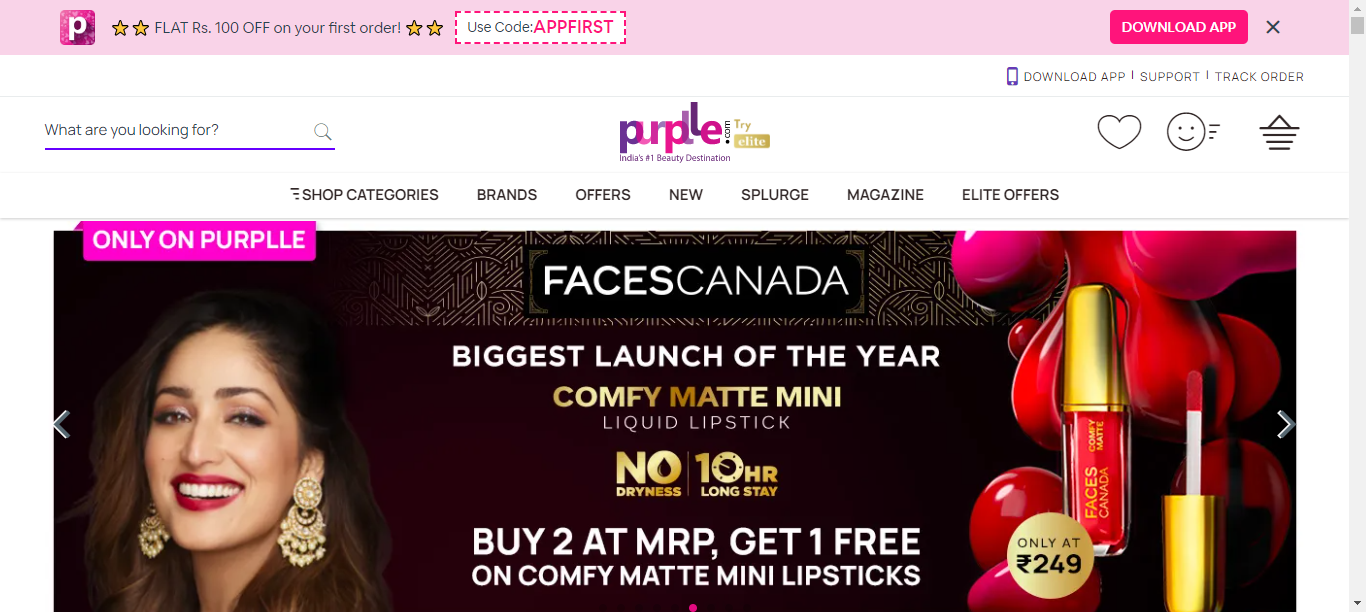 FLAT Rs. 100 OFF on your first order!
Use Code:APPFIRST
DOWNLOAD APP
DOWNLOAD APP
SUPPORT
TRACK ORDER
What are you looking for?
purplle.com
Try
elite
India's #1 Beauty Destination
SHOP CATEGORIES
BRANDS
OFFERS
NEW
SPLURGE
MAGAZINE
ELITE OFFERS
ONLY ON PURPLLE
FACESCANADA
BIGGEST LAUNCH OF THE YEAR
COMFY MATTE MINI
LIQUID LIPSTICK
NO
DRYNESS
10HR
LONG STAY
BUY 2 AT MRP, GET 1 FREE
ON COMFY MATTE MINI LIPSTICKS
COMFY
MATTE
FACES
CANADA
ONLY AT
₹249